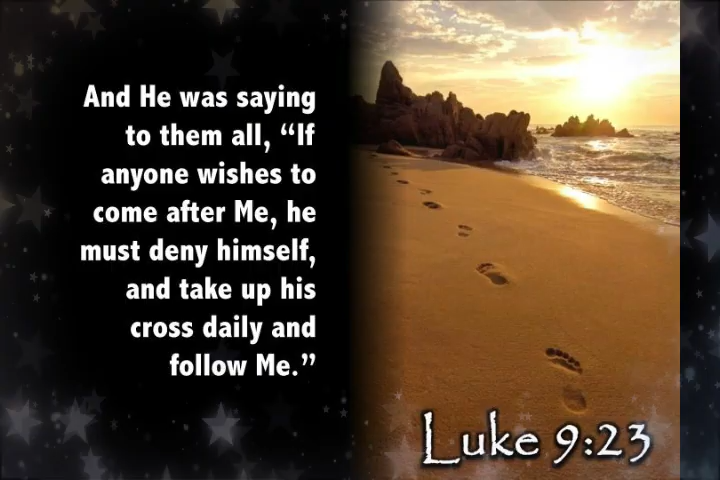 And He was saying
to them all, “If
anyone wishes to
come after Me, he
must deny himself,
and take up his
cross daily and
follow Me.”
Luke 9:23